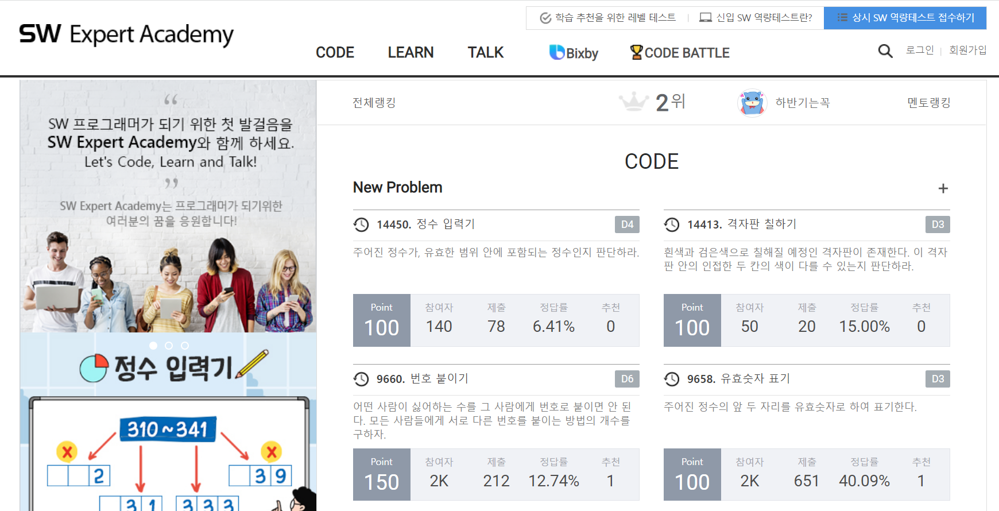 학습 추천을 위한 레벨 테스트
신입 SW 역량테스트란?
상시 SW 역량테스트 접수하기
SW Expert Academy
CODE
LEARN
TALK
Bixby
CODE BATTLE
로그인
회원가입
“
SW 프로그래머가 되기 위한 첫 발걸음을
SW Expert Academy와 함께 하세요.
Let's Code, Learn and Talk!
”
SW Expert Academy는 프로그래머가 되기위한
여러분의 꿈을 응원합니다!
정수 입력기
310~341
X
X
2
3 9
3 1
3 3 3
전체랭킹
2위
하반기는꼭
멘토랭킹
CODE
New Problem
+
14450. 정수 입력기
D4
주어진 정수가, 유효한 범위 안에 포함되는 정수인지 판단하라.
Point 참여자 제출 정답률 추천
100 140 78 6.41% 0
14413. 격자판 칠하기
D3
흰색과 검은색으로 칠해질 예정인 격자판이 존재한다. 이 격자
판 안의 인접한 두 칸의 색이 다를 수 있는지 판단하라.
Point 참여자 제출 정답률 추천
100 50 20 15.00% 0
9660. 번호 붙이기
D6
어떤 사람이 싫어하는 수를 그 사람에게 번호로 붙이면 안 된
다. 모든 사람들에게 서로 다른 번호를 붙이는 방법의 개수를
구하자.
Point 참여자 제출 정답률 추천
150 2K 212 12.74% 1
9658. 유효숫자 표기
D3
주어진 정수의 앞 두 자리를 유효숫자로 하여 표기한다.
Point 참여자 제출 정답률 추천
100 2K 651 40.09% 1